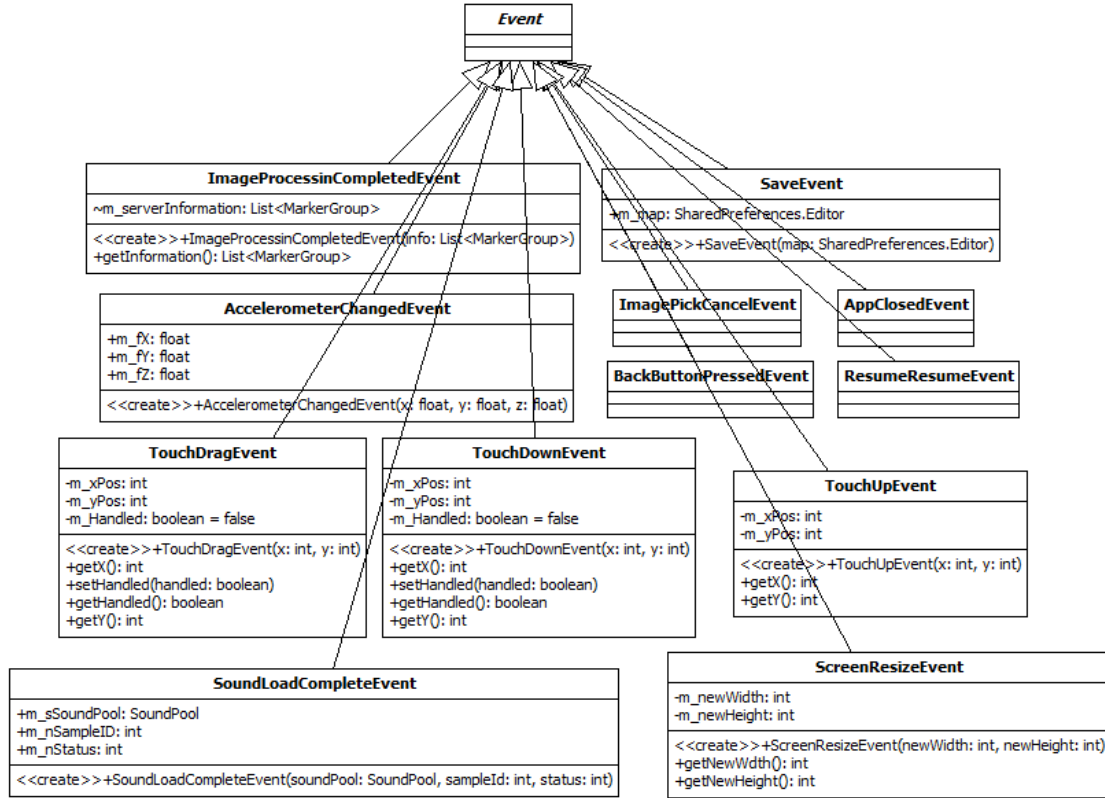 Event
ImageProcessinCompletedEvent
~m_serverInformation: List<MarkerGroup>
<<create>>+ImageProcessinCompletedEvent(info: List<MarkerGroup>)
+getInformation(): List<MarkerGroup>
SaveEvent
+m_map: SharedPreferences.Editor
<<create>>+SaveEvent(map: SharedPreferences.Editor)
AccelerometerChangedEvent
+m_fX: float
+m_fY: float
+m_fZ: float
<<create>>+AccelerometerChangedEvent(x: float, y: float, z: float)
ImagePickCancelEvent
AppClosedEvent
BackButtonPressedEvent
ResumeResumeEvent
TouchDragEvent
-m_xPos: int
-m_yPos: int
-m_Handled: boolean = false
<<create>>+TouchDragEvent(x: int, y: int)
+getX(): int
+setHandled(handled: boolean)
+getHandled(): boolean
+getY(): int
TouchDownEvent
-m_xPos: int
-m_yPos: int
-m_Handled: boolean = false
<<create>>+TouchDownEvent(x: int, y: int)
+getX(): int
+setHandled(handled: boolean)
+getHandled(): boolean
+getY(): int
TouchUpEvent
-m_xPos: int
-m_yPos: int
<<create>>+TouchUpEvent(x: int, y: int)
+getX(): int
+getY(): int
SoundLoadCompleteEvent
+m_sSoundPool: SoundPool
+m_nSampleID: int
+m_nStatus: int
<<create>>+SoundLoadCompleteEvent(soundPool: SoundPool, sampleId: int, status: int)
ScreenResizeEvent
-m_newWidth: int
-m_newHeight: int
<<create>>+ScreenResizeEvent(newWidth: int, newHeight: int)
+getNewWdth(): int
+getNewHeight(): int